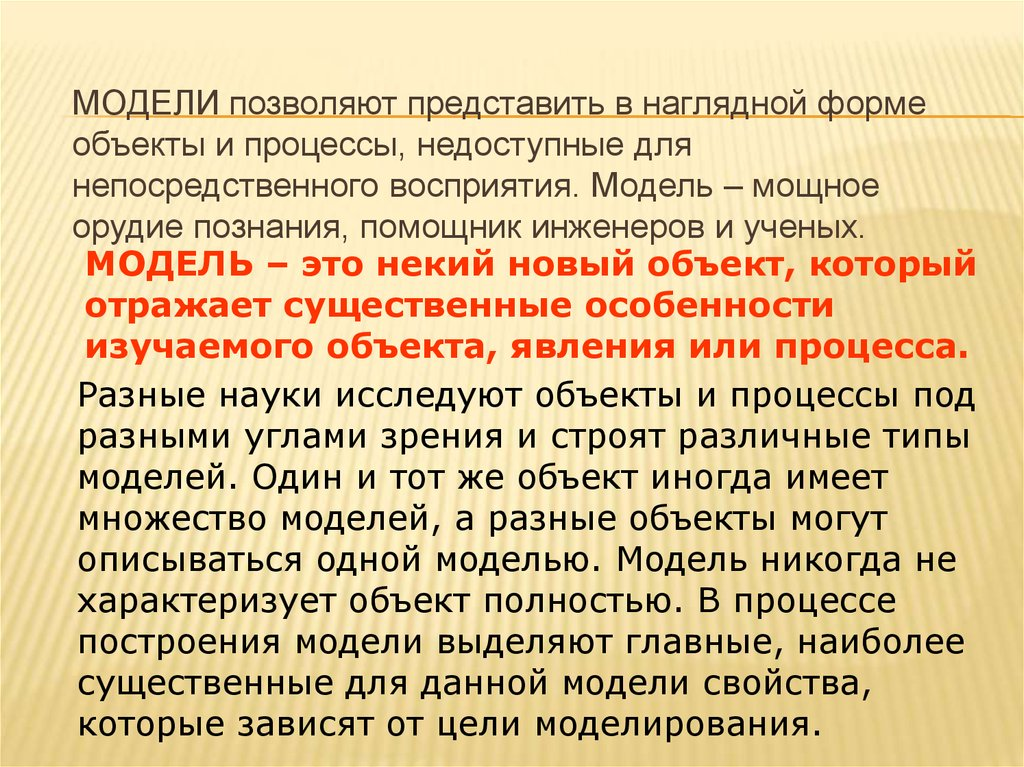 МОДЕЛИ позволяют представить в наглядной форме
объекты и процессы, недоступные для
непосредственного восприятия. Модель – мощное
орудие познания, помощник инженеров и ученых.
МОДЕЛЬ – это некий новый объект, который
отражает существенные особенности
изучаемого объекта, явления или процесса.
Разные науки исследуют объекты и процессы под
разными углами зрения и строят различные типы
моделей. Один и тот же объект иногда имеет
множество моделей, а разные объекты могут
описываться одной моделью. Модель никогда не
характеризует объект полностью. В процессе
построения модели выделяют главные, наиболее
существенные для данной модели свойства,
которые зависят от цели моделирования.